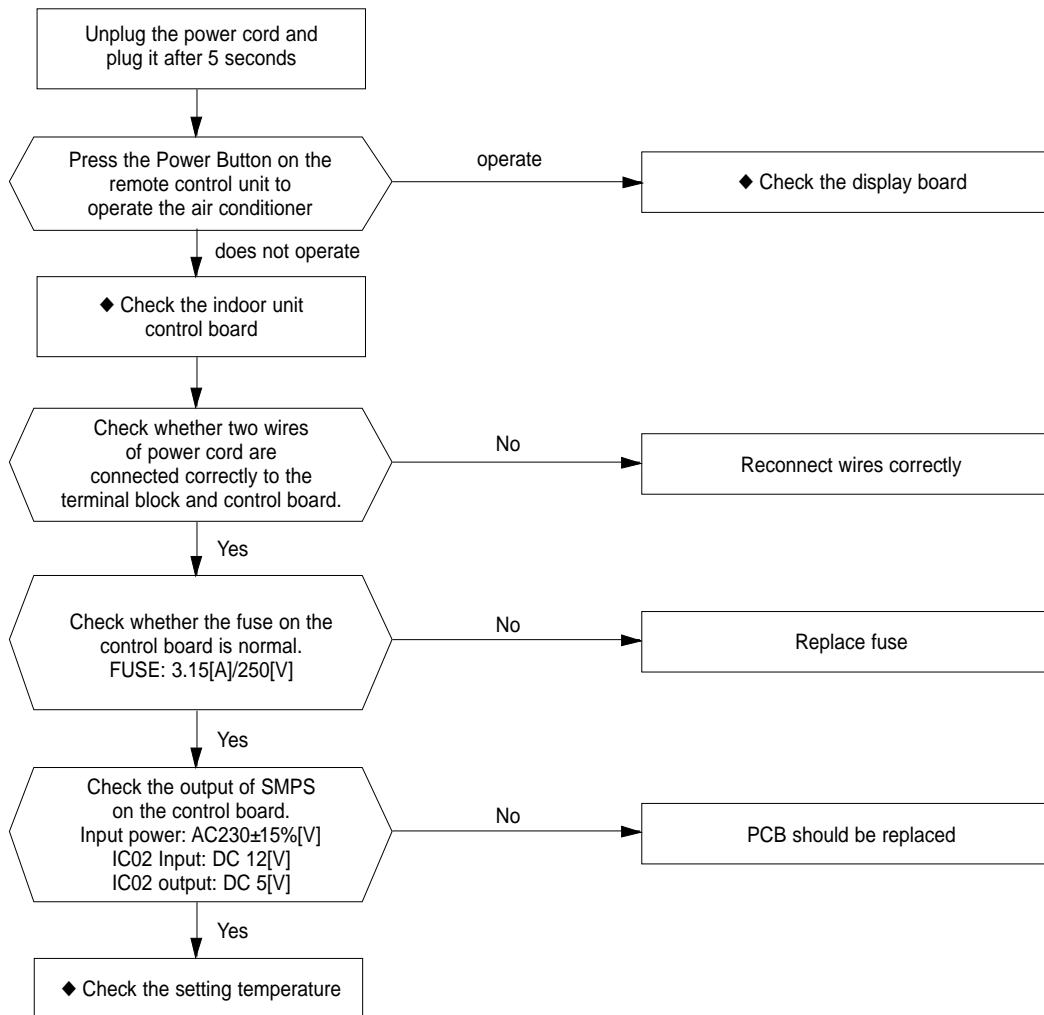 Unplug the power cord and
plug it after 5 seconds
Press the Power Button on the
remote control unit to
operate the air conditioner
operate
◆ Check the display board
does not operate
◆ Check the indoor unit
control board
Check whether two wires
of power cord are
connected correctly to the
terminal block and control board.
No
Reconnect wires correctly
Yes
Check whether the fuse on the
control board is normal.
FUSE: 3.15[A]/250[V]
No
Replace fuse
Yes
Check the output of SMPS
on the control board.
Input power: AC230±15%[V]
IC02 Input: DC 12[V]
IC02 output: DC 5[V]
No
PCB should be replaced
Yes
◆ Check the setting temperature